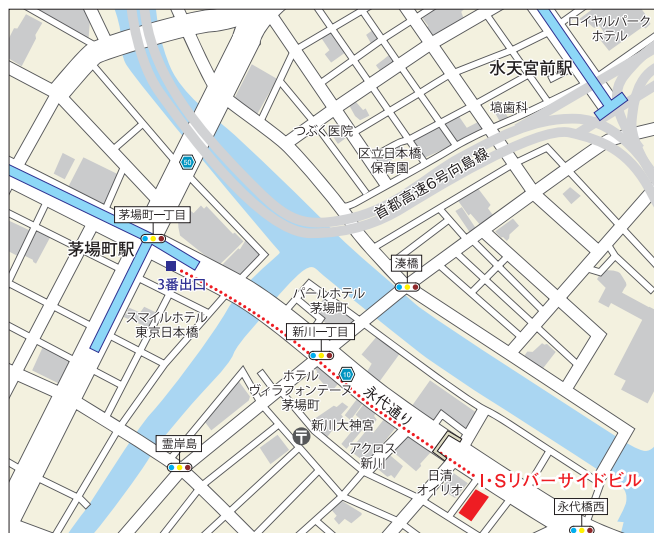 ロイヤルパーク
ホテル
水天宮前駅
塙歯科
つぶく医院
区立日本橋
保育園
首都高速6号向島線
50
茅場町一丁目
茅場町駅
3番出口
湊橋
パールホテル
茅場町
スマイルホテル
東京日本橋
新川一丁目
10
ホテル
ヴィラフォンテーヌ
茅場町
永代通り
新川大神宮
アクロス
新川
霊岸島
日清
オイリオ
I・Sリバーサイドビル
永代橋西